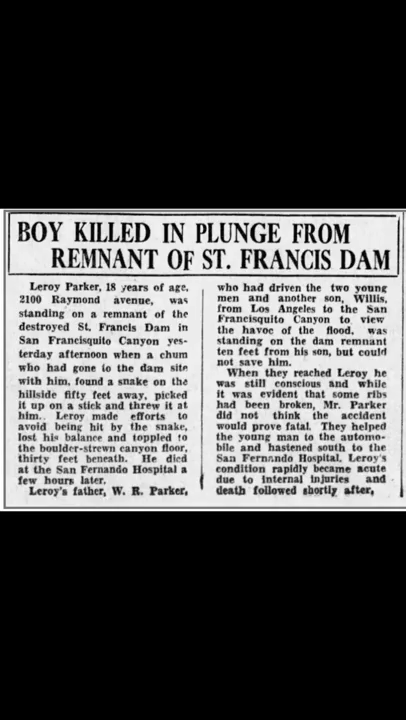 BOY KILLED IN PLUNGE FROM
REMNANT OF ST. FRANCIS DAM
Leroy Parker, 18 years of age,
2100 Raymond avenue, was
standing on a remnant of the
destroyed St. Francis Dam in
San Francisquito Canyon yes-
terday afternoon when a chum
who had gone to the dam site
with him, found a snake on the
hillside fifty feet away, picked
it up on a stick and threw it at
him. Leroy made efforts to
avoid being hit by the snake,
lost his balance and toppled to
the boulder-strewn canyon floor,
thirty feet beneath. He died
at the San Fernando Hospital a
few hours later.
Leroy's father, W. R. Parker,
who had driven the two young
men and another son, Willis,
from Los Angeles to the San
Francisquito Canyon to view
the havoc of the flood, was
standing on the dam remnant
ten feet from his son, but could
not save him.
When they reached Leroy he
was still conscious and while
it was evident that some ribs
had been broken, Mr. Parker
did not think the accident
would prove fatal. They helped
the young man to the automo-
bile and hastened south to the
San Fernando Hospital. Leroy's
condition rapidly became acute
due to internal injuries and
death followed shortly after.